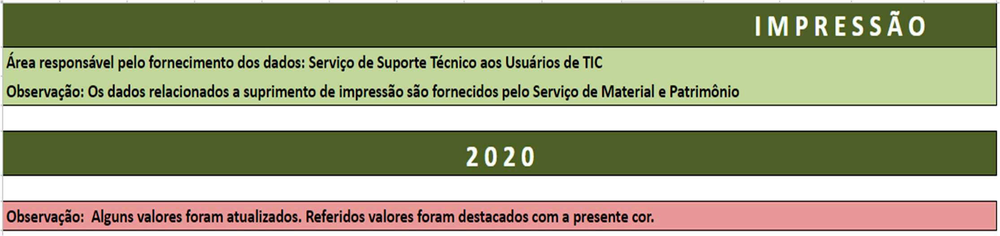 IMPRESSÃO
Área responsável pelo fornecimento dos dados: Serviço de Suporte Técnico aos Usuários de TIC
Observação: Os dados relacionados a suprimento de impressão são fornecidos pelo Serviço de Material e Patrimônio
2020
Observação:  Alguns valores foram atualizados. Referidos valores foram destacados com a presente cor.